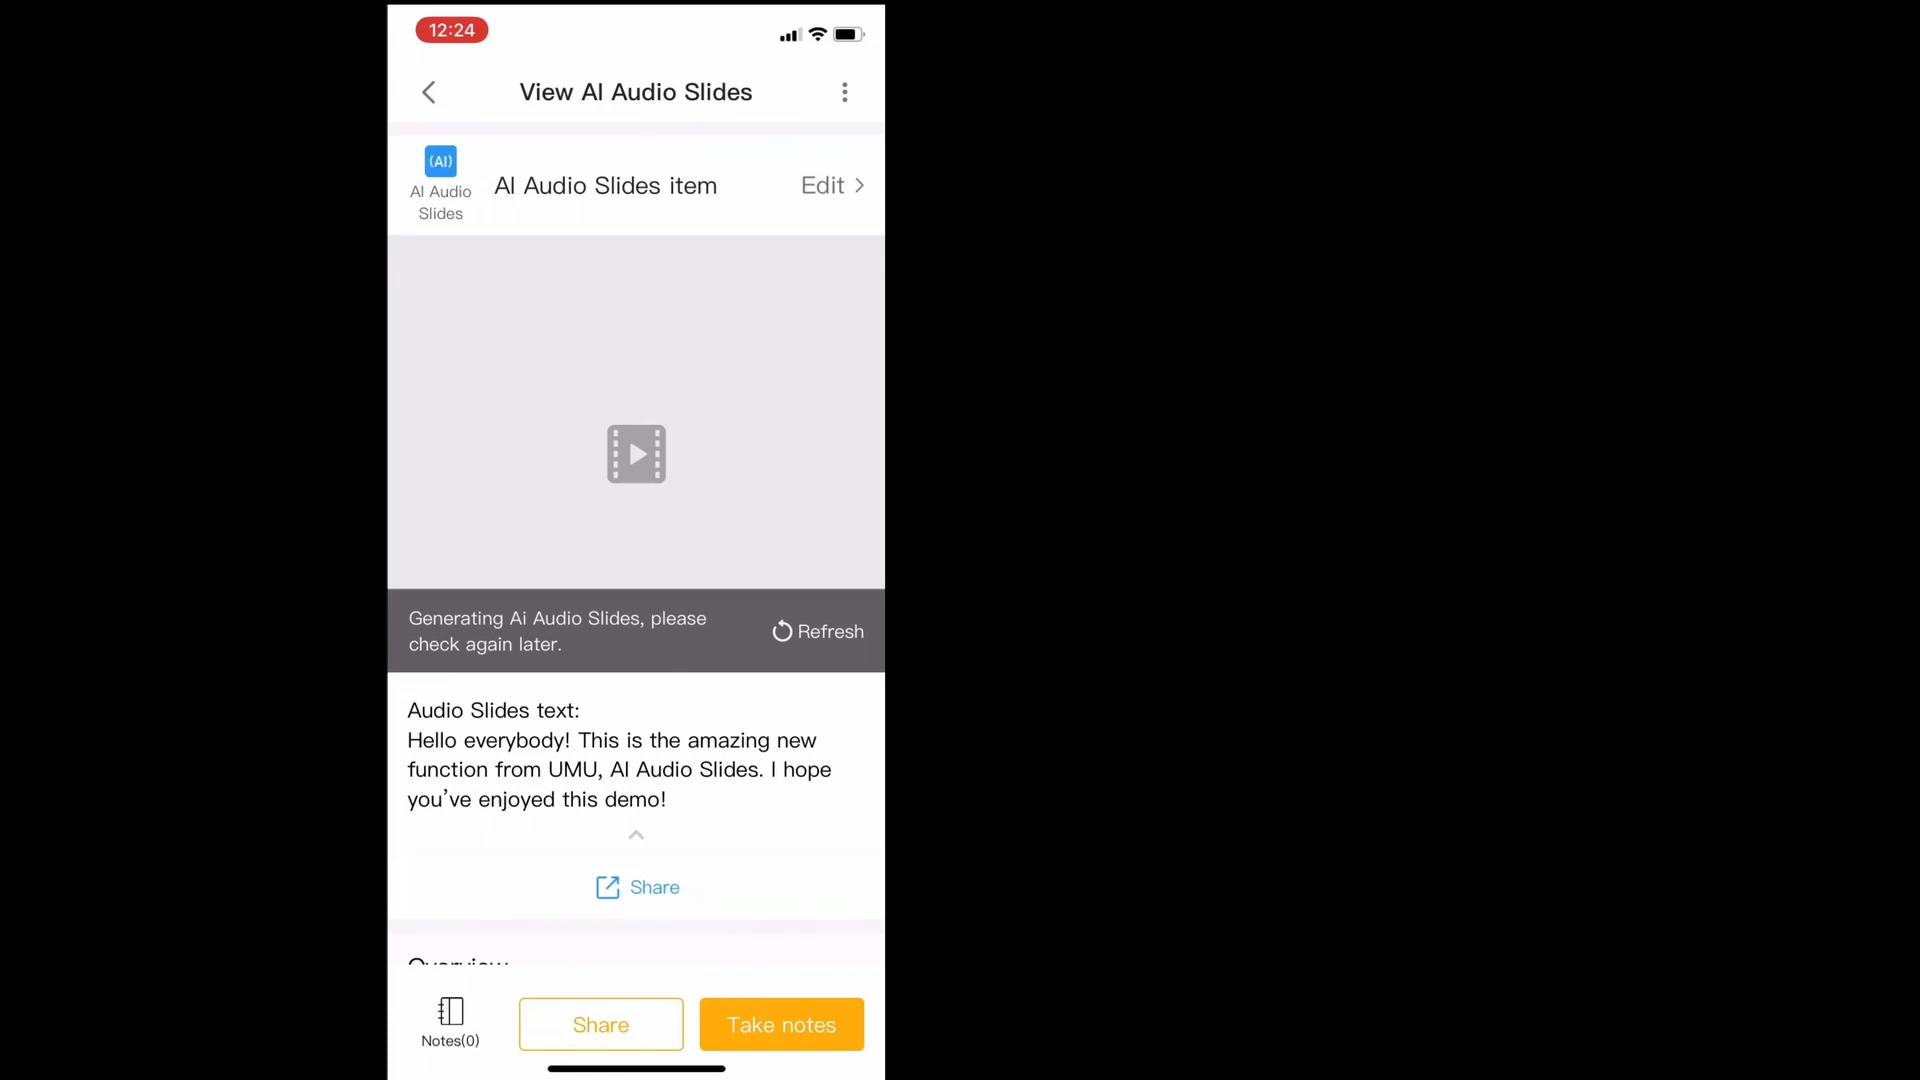 12:24
View AI Audio Slides
(AI)
AI Audio
Slides
AI Audio Slides item
Edit
Generating Ai Audio Slides, please
check again later.
Refresh
Audio Slides text:
Hello everybody! This is the amazing new
function from UMU, AI Audio Slides. I hope
you've enjoyed this demo!
Share
Overview
Notes(0)
Share
Take notes